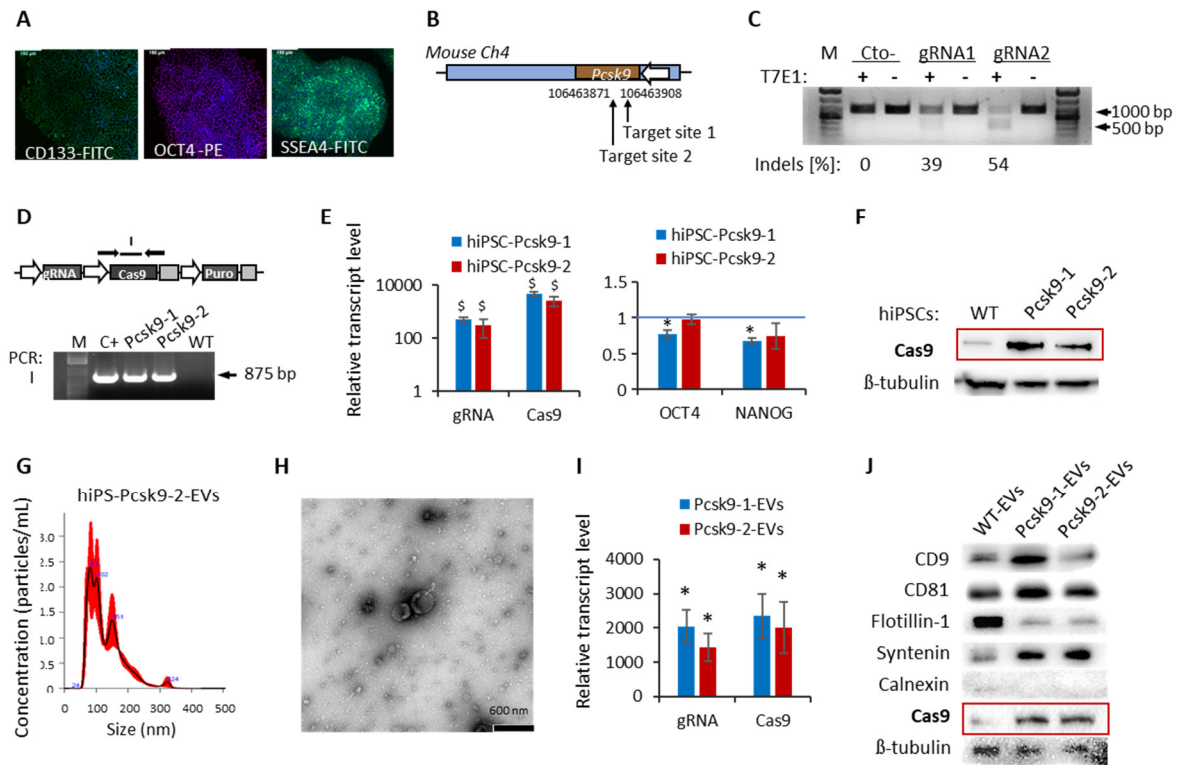 A
150 µm
150 µm
150 µm
CD133-FITC
OCT4-PE
SSEA4-FITC
B
Mouse Ch4
Pcsk9
106463871 106463908
Target site 1
Target site 2
C
M Cto- gRNA1 gRNA2
T7E1: + - + - + -
1000 bp
500 bp
Indels [%]: 0 39 54
D
I
gRNA Cas9 Puro
M C+ Pcsk9-1 Pcsk9-2 WT
PCR:
I
875 bp
E
hiPSC-Pcsk9-1
hiPSC-Pcsk9-2
Relative transcript level
10000
100
1
$ $ $ $
gRNA Cas9
hiPSC-Pcsk9-1
hiPSC-Pcsk9-2
1.5
1
0.5
0
* *
OCT4 NANOG
F
hiPSCs: WT Pcsk9-1 Pcsk9-2
Cas9
ß-tubulin
G
hiPS-Pcsk9-2-EVs
Concentration (particles/mL)
3.0
2.5
2.0
1.5
1.0
0.5
0
24
0 100 200 300 400 500
Size (nm)
H
600 nm
I
Pcsk9-1-EVs
Pcsk9-2-EVs
Relative transcript level
4000
3000
2000
1000
0
* * * *
gRNA Cas9
J
WT-EVs Pcsk9-1-EVs Pcsk9-2-EVs
CD9
CD81
Flotillin-1
Syntenin
Calnexin
Cas9
ß-tubulin